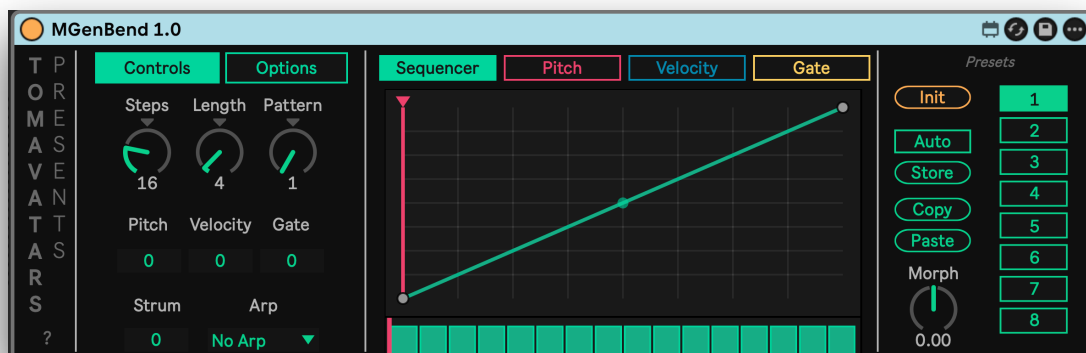 MGenBend 1.0
TOMAVATARS
PRESENTS
?
Controls
Options
Steps
Length
Pattern
16
4
1
Pitch
Velocity
Gate
0
0
0
Strum
Arp
0
No Arp
Sequencer
Pitch
Velocity
Gate
Presets
Init
Auto
Store
Copy
Paste
Morph
0.00
1
2
3
4
5
6
7
8